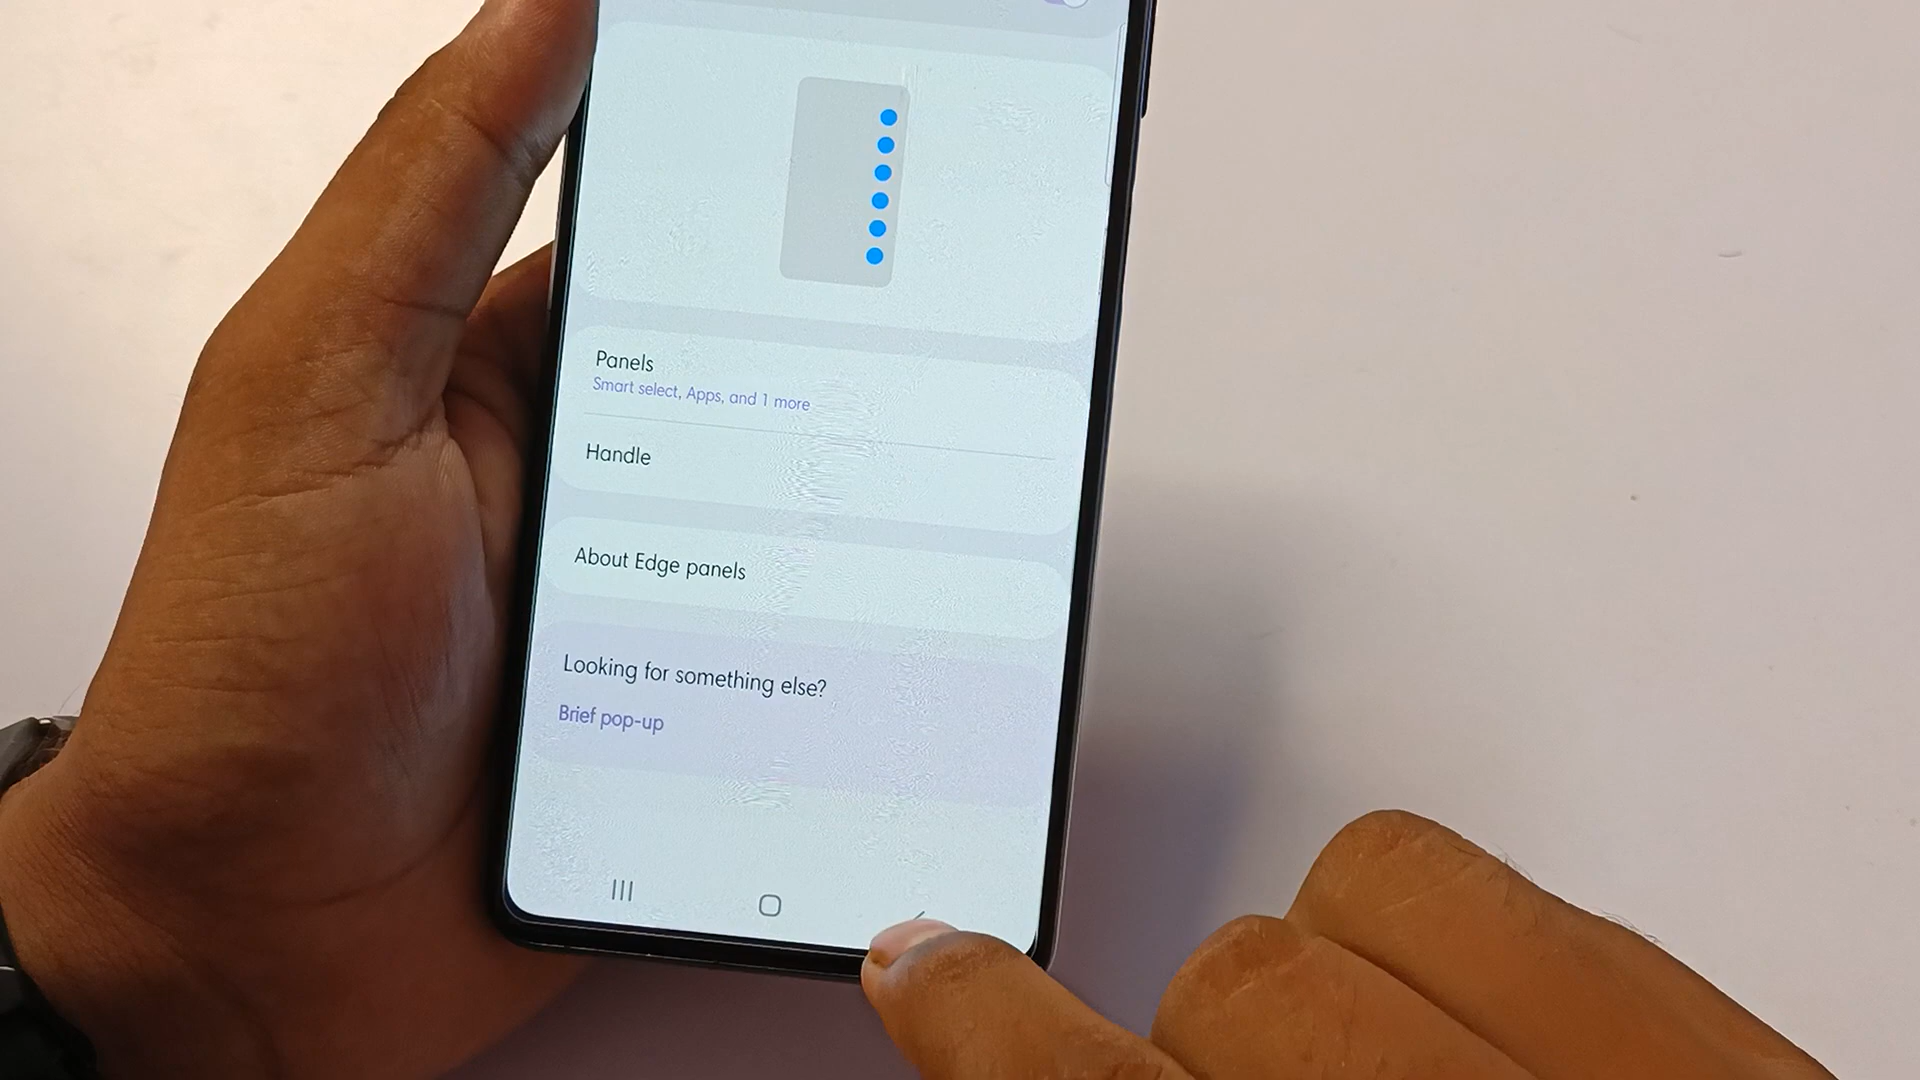 Panels
Smart select, Apps, and 1 more
Handle
About Edge panels
Looking for something else?
Brief pop-up